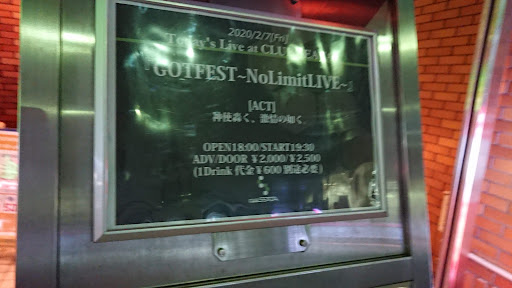 2020/2/7[Fri]
Today's Live at CLUB
『GOTFEST~NoLimitLIVE~』
[ACT]
神使轟く、激情の如く
OPEN18:00/START19:30
ADV/DOOR ¥2,000/¥2,500
(1Drink 代金¥600 別途必要)